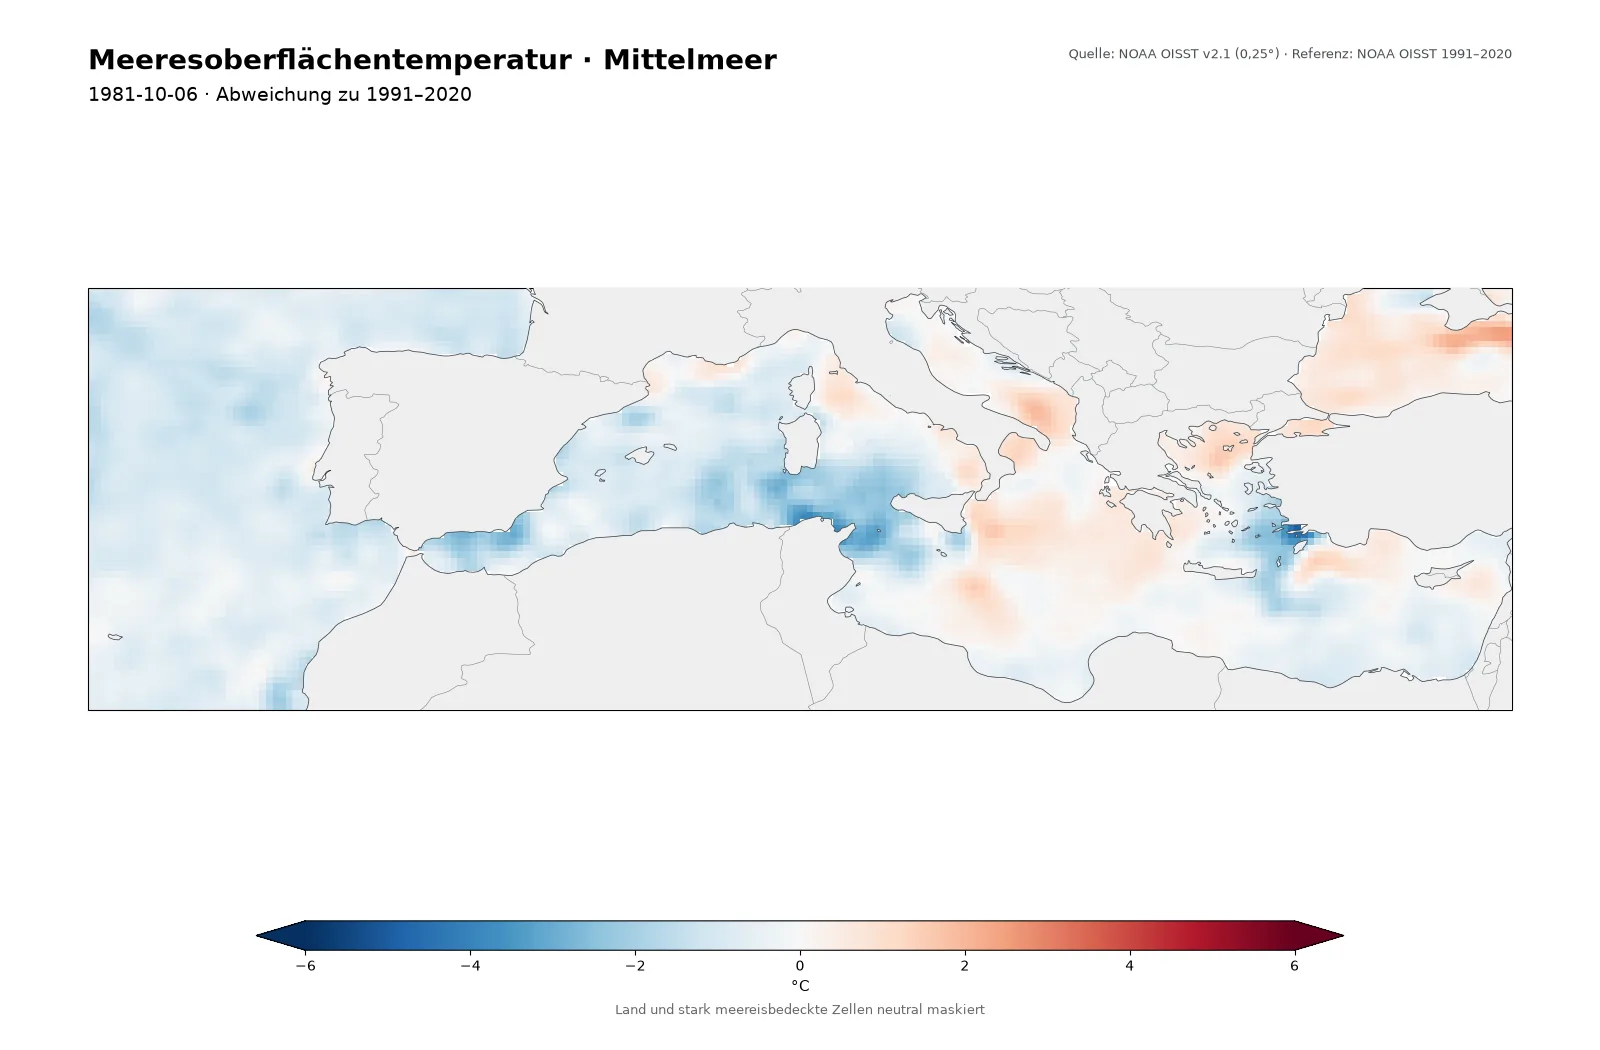 Meeresoberflächentemperatur · Mittelmeer
Quelle: NOAA OISST v2.1 (0,25°) · Referenz: NOAA OISST 1991–2020
1981-10-06 · Abweichung zu 1991–2020
−6 −4 −2 0 2 4 6
°C
Land und stark meereisbedeckte Zellen neutral maskiert